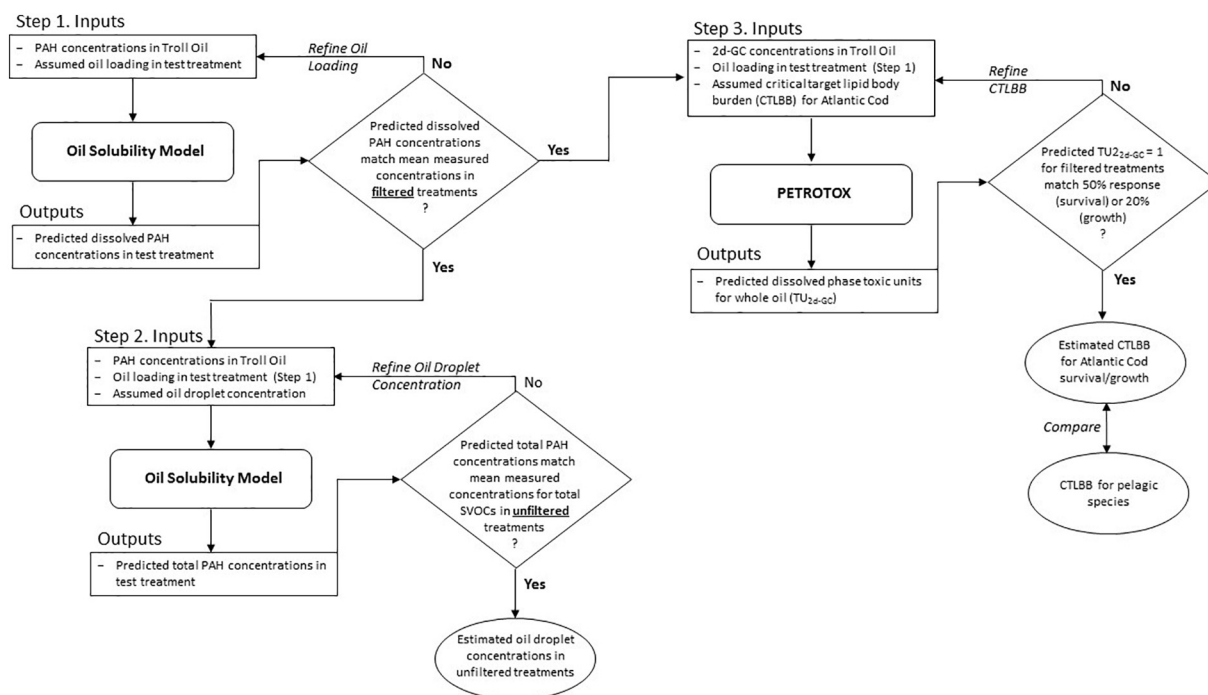 Step 1. Inputs
– PAH concentrations in Troll Oil
– Assumed oil loading in test treatment
Refine Oil
Loading
No
Oil Solubility Model
Predicted dissolved
PAH concentrations
match mean measured
concentrations in
filtered treatments
?
Yes
Outputs
– Predicted dissolved PAH
concentrations in test treatment
Yes
Step 2. Inputs
– PAH concentrations in Troll Oil
– Oil loading in test treatment (Step 1)
– Assumed oil droplet concentration
Refine Oil Droplet
Concentration
No
Oil Solubility Model
Predicted total PAH
concentrations match
mean measured
concentrations for total
SVOCs in unfiltered
treatments
?
Outputs
– Predicted total PAH concentrations in
test treatment
Yes
Estimated oil droplet
concentrations in
unfiltered treatments
Step 3. Inputs
– 2d-GC concentrations in Troll Oil
– Oil loading in test treatment (Step 1)
– Assumed critical target lipid body
burden (CTLBB) for Atlantic Cod
Refine
CTLBB
No
PETROTOX
Predicted TU22d-GC = 1
for filtered treatments
match 50% response
(survival) or 20%
(growth)
?
Outputs
– Predicted dissolved phase toxic units
for whole oil (TU2d-GC)
Yes
Estimated CTLBB
for Atlantic Cod
survival/growth
Compare
CTLBB for pelagic
species